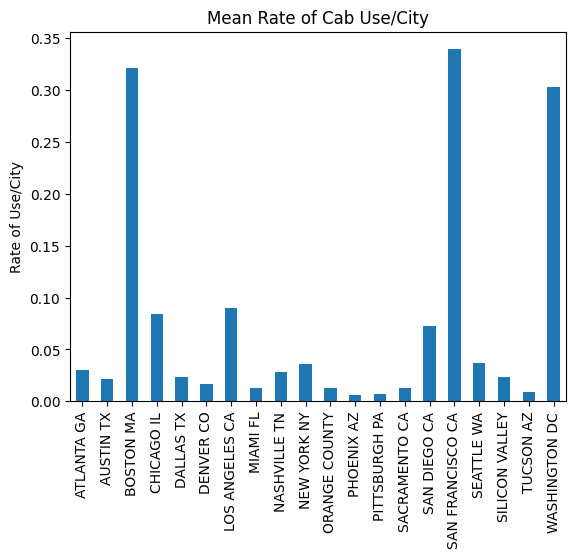 Mean Rate of Cab Use/City
Rate of Use/City
0.35
0.30
0.25
0.20
0.15
0.10
0.05
0.00
ATLANTA GA
AUSTIN TX
BOSTON MA
CHICAGO IL
DALLAS TX
DENVER CO
LOS ANGELES CA
MIAMI FL
NASHVILLE TN
NEW YORK NY
ORANGE COUNTY
PHOENIX AZ
PITTSBURGH PA
SACRAMENTO CA
SAN DIEGO CA
SAN FRANCISCO CA
SEATTLE WA
SILICON VALLEY
TUCSON AZ
WASHINGTON DC